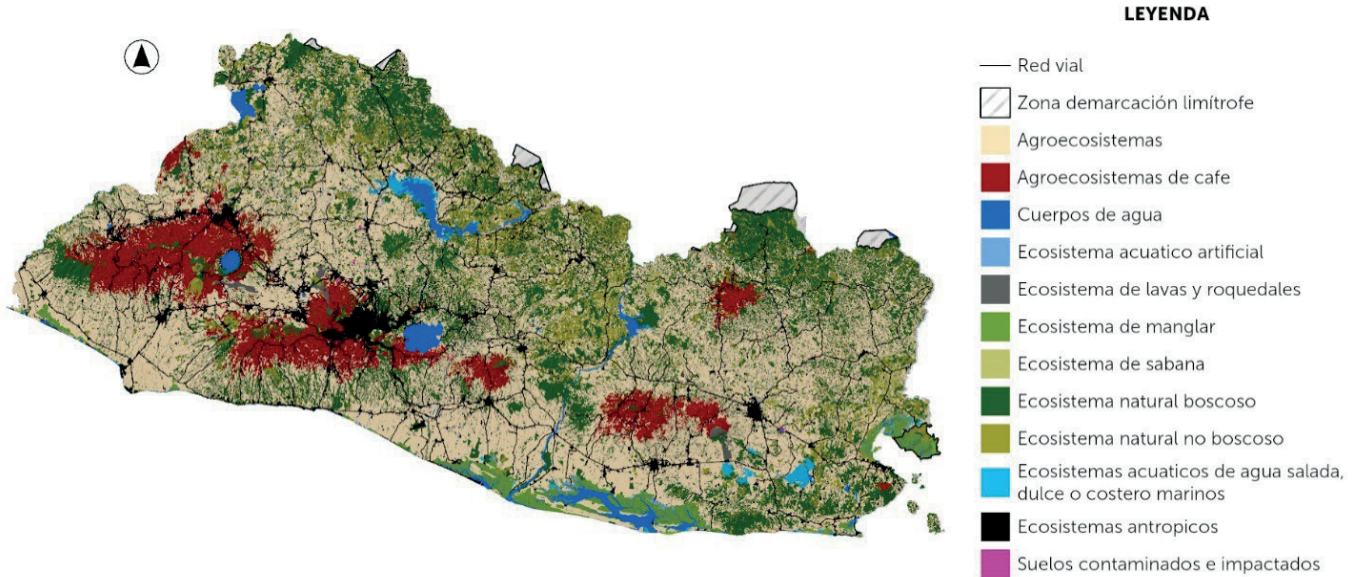 LEYENDA
Red vial
Zona demarcación limítrofe
Agroecosistemas
Agroecosistemas de cafe
Cuerpos de agua
Ecosistema acuatico artificial
Ecosistema de lavas y roquedales
Ecosistema de manglar
Ecosistema de sabana
Ecosistema natural boscoso
Ecosistema natural no boscoso
Ecosistemas acuaticos de agua salada,
dulce o costero marinos
Ecosistemas antropicos
Suelos contaminados e impactados